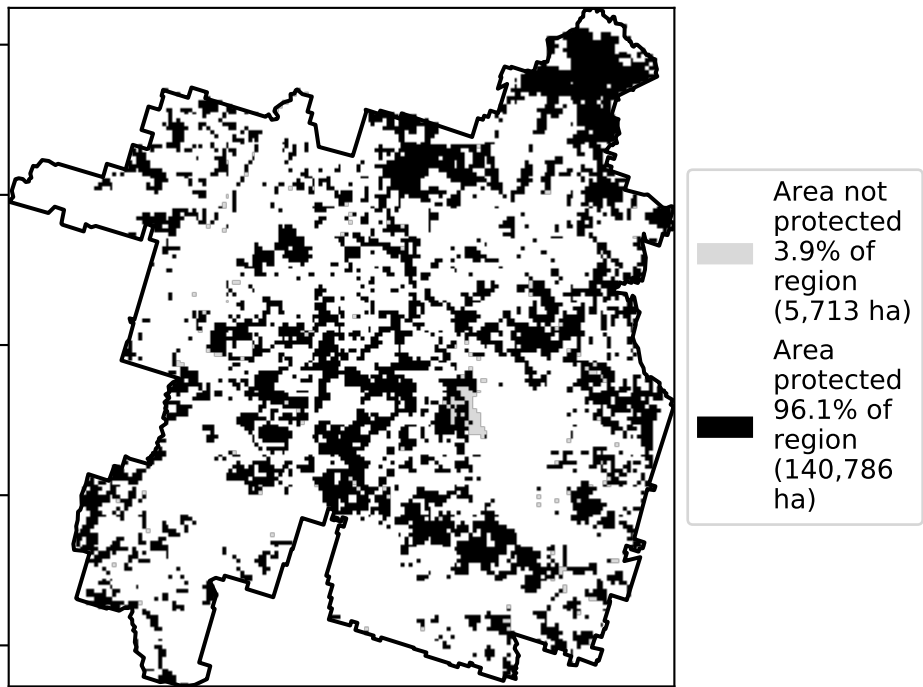 Area not
protected
3.9% of
region
(5,713 ha)
Area
protected
96.1% of
region
(140,786
ha)